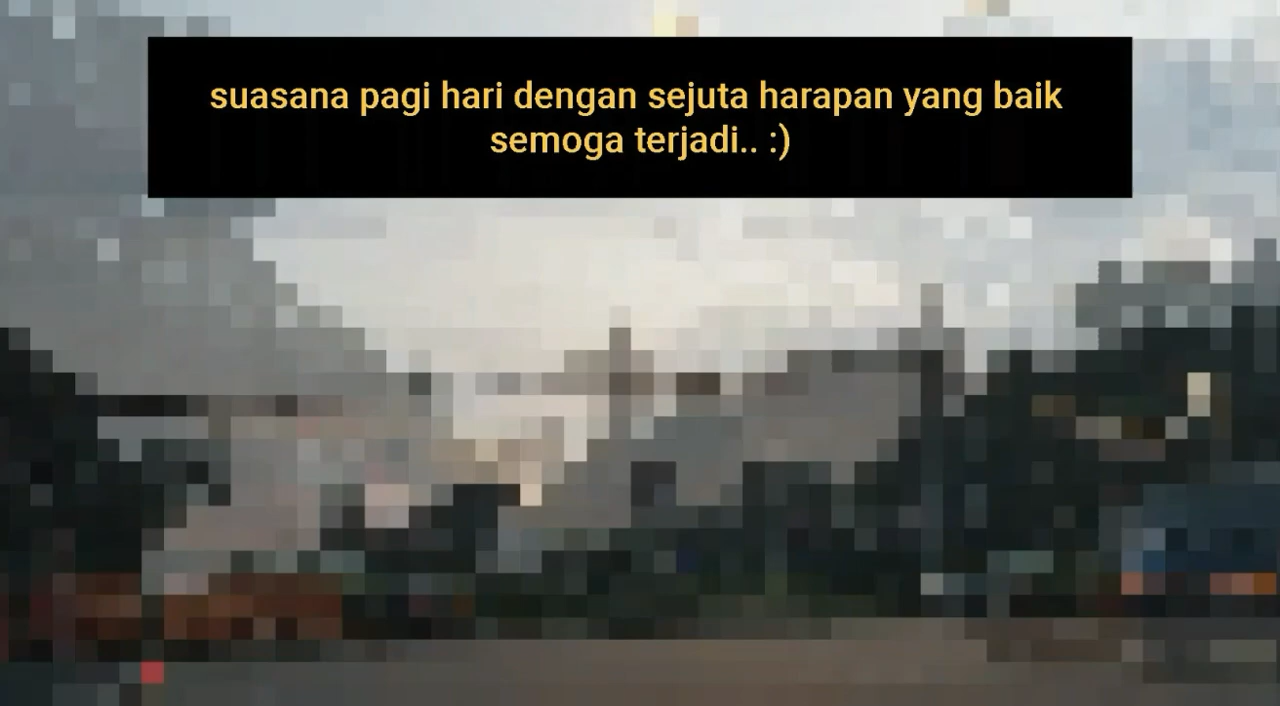 suasana pagi hari dengan sejuta harapan yang baik
semoga terjadi.. :)